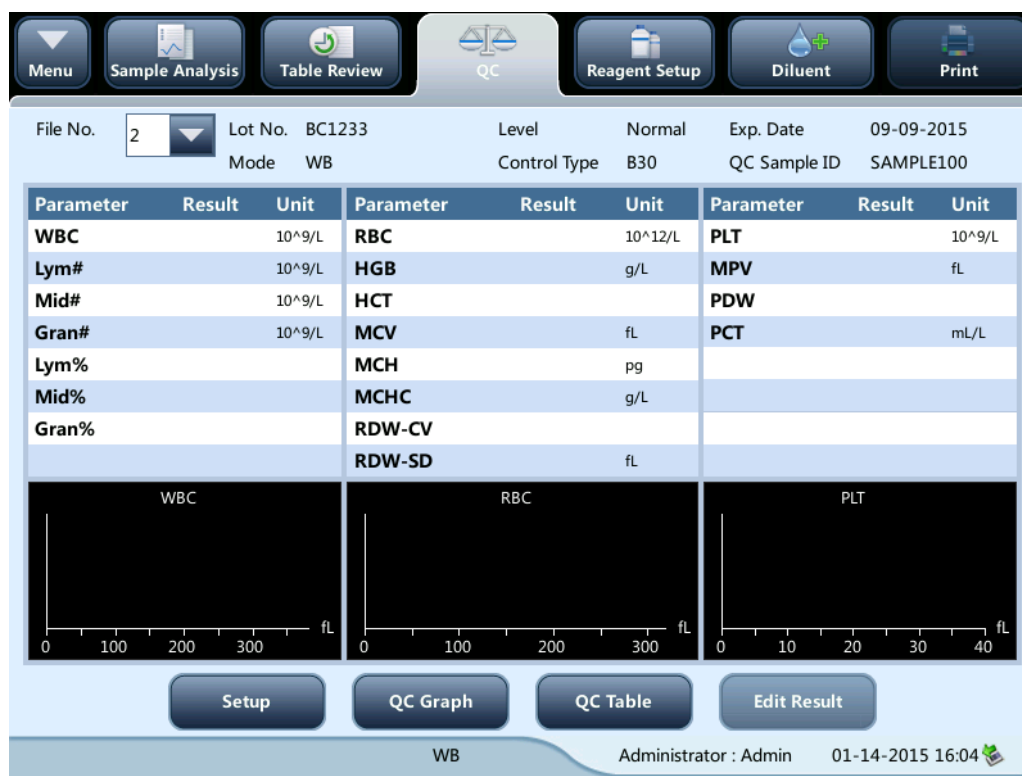 Menu Sample Analysis Table Review QC Reagent Setup Diluent Print
File No. 2 Lot No. BC1233 Level Normal Exp. Date 09-09-2015
Mode WB Control Type B30 QC Sample ID SAMPLE100
Parameter Result Unit Parameter Result Unit Parameter Result Unit
WBC 10^9/L RBC 10^12/L PLT 10^9/L
Lym# 10^9/L HGB g/L MPV fL
Mid# 10^9/L HCT PDW
Gran# 10^9/L MCV fL PCT mL/L
Lym% MCH pg
Mid% MCHC g/L
Gran% RDW-CV
RDW-SD fL
WBC RBC PLT
fL fL fL
0 100 200 300 0 100 200 300 0 10 20 30 40
Setup QC Graph QC Table Edit Result
WB Administrator : Admin 01-14-2015 16:04